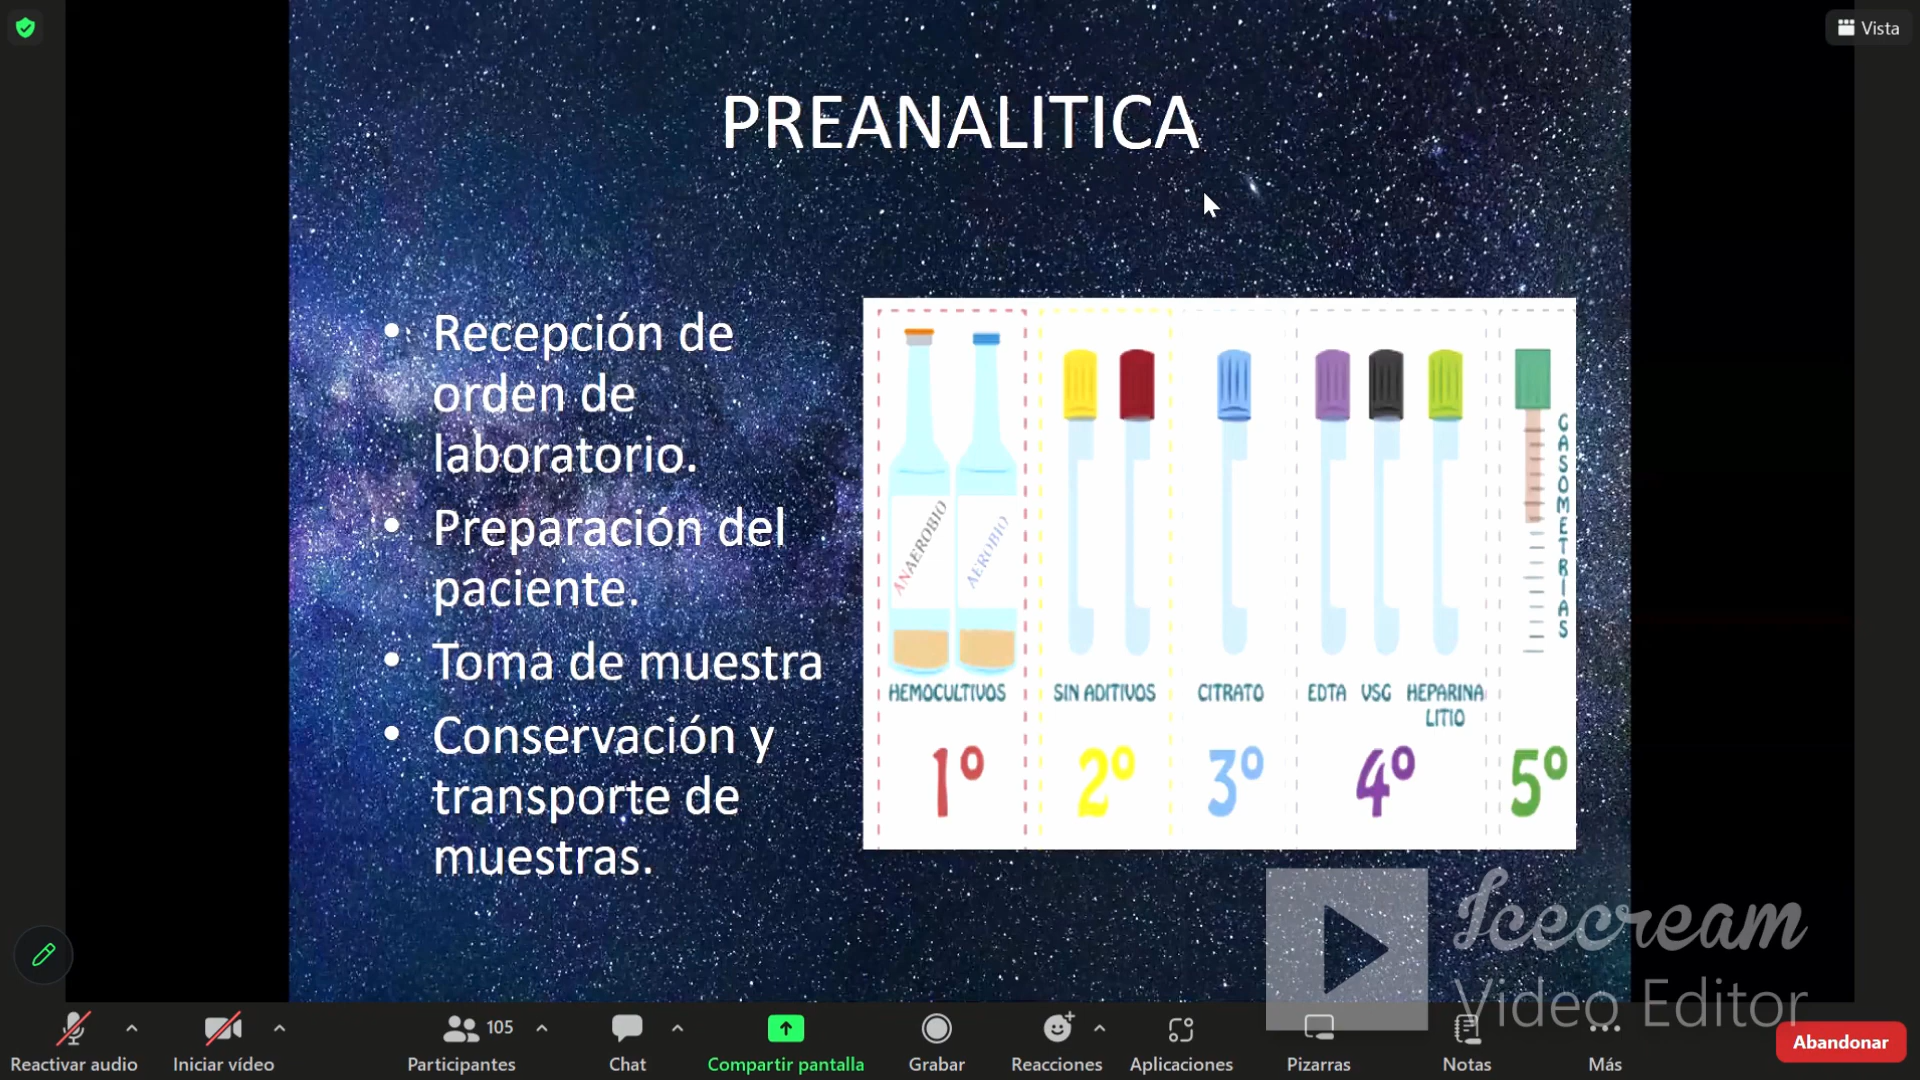 Vista
PREANALITICA
• Recepción de
orden de
laboratorio.
• Preparación del
paciente.
• Toma de muestra
• Conservación y
transporte de
muestras.
ANAEROBIO
AEROBIO
GASOMETRIAS
HEMOCULTIVOS
SIN ADITIVOS
CITRATO
EDTA VSG HEPARINA
LITIO
1º 2º 3º 4º 5º
Icecream
Video Editor
105
Reactivar audio
Iniciar vídeo
Participantes
Chat
Compartir pantalla
Grabar
Reacciones
Aplicaciones
Pizarras
Notas
Más
Abandonar